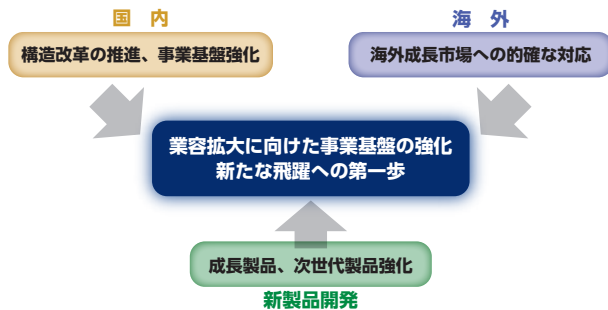 国内
海外
構造改革の推進、事業基盤強化
海外成長市場への的確な対応
業容拡大に向けた事業基盤の強化
新たな飛躍への第一歩
成長製品、次世代製品強化
新製品開発